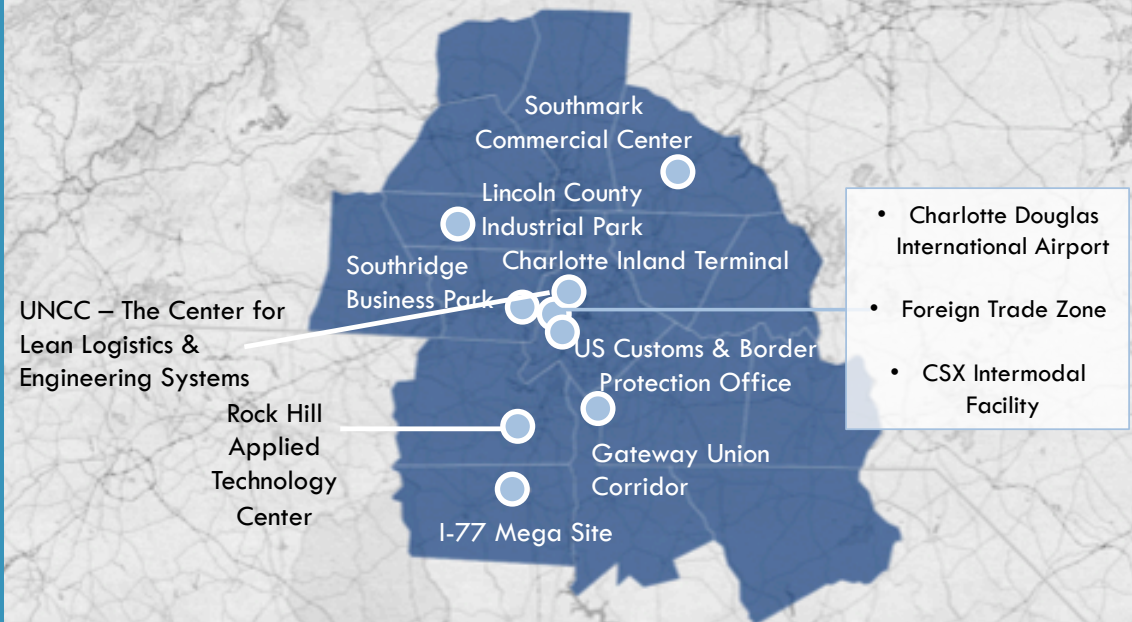 Southmark
Commercial Center
Lincoln County
Industrial Park
Charlotte Inland Terminal
Southridge
Business Park
UNCC – The Center for
Lean Logistics &
Engineering Systems
US Customs & Border
Protection Office
Rock Hill
Applied
Technology
Center
Gateway Union
Corridor
I-77 Mega Site
• Charlotte Douglas
International Airport
• Foreign Trade Zone
• CSX Intermodal
Facility